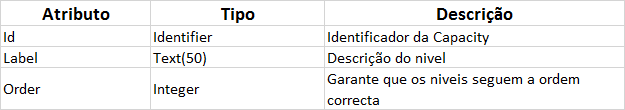 Atributo Tipo Descrição
Id Identifier Identificador da Capacity
Label Text(50) Descrição do nivel
Order Integer Garante que os niveis seguem a ordem
correcta